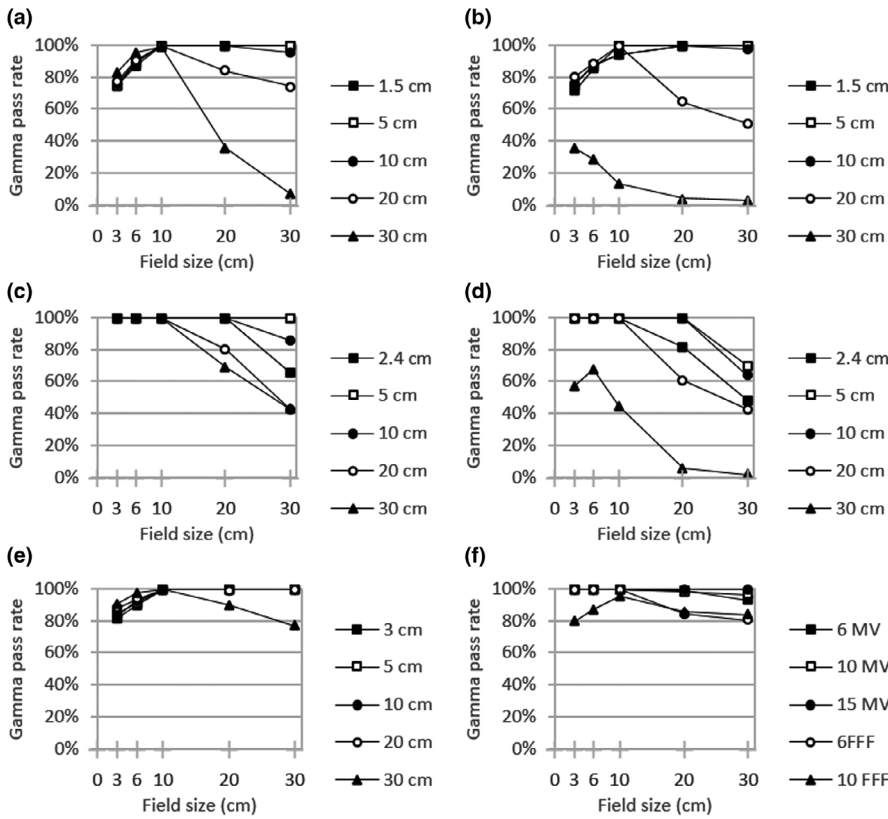 (a)
Gamma pass rate
100%
80%
60%
40%
20%
0%
0 3 6 10 20 30
Field size (cm)
1.5 cm
5 cm
10 cm
20 cm
30 cm
(b)
Gamma pass rate
100%
80%
60%
40%
20%
0%
0 3 6 10 20 30
Field size (cm)
1.5 cm
5 cm
10 cm
20 cm
30 cm
(c)
Gamma pass rate
100%
80%
60%
40%
20%
0%
0 3 6 10 20 30
Field size (cm)
2.4 cm
5 cm
10 cm
20 cm
30 cm
(d)
Gamma pass rate
100%
80%
60%
40%
20%
0%
0 3 6 10 20 30
Field size (cm)
2.4 cm
5 cm
10 cm
20 cm
30 cm
(e)
Gamma pass rate
100%
80%
60%
40%
20%
0%
0 3 6 10 20 30
Field size (cm)
3 cm
5 cm
10 cm
20 cm
30 cm
(f)
Gamma pass rate
100%
80%
60%
40%
20%
0%
0 3 6 10 20 30
Field size (cm)
6 MV
10 MV
15 MV
6FFF
10 FFF